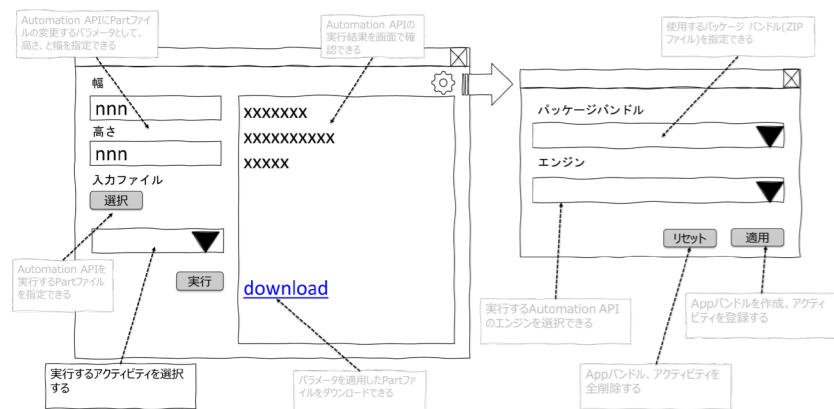 Automation APIにPartファイ
ルの変更するパラメータとして、
高さ、と幅を指定できる
Automation APIの
実行結果を画面で確
認できる
使用するパッケージ バンドル(ZIP
ファイル)を指定できる
幅
nnn
高さ
nnn
入力ファイル
選択
実行
xxxxxxx
xxxxxxxxxx
xxxxx
download
パッケージバンドル
エンジン
リセット
適用
Automation APIを
実行するPartファイル
を指定できる
実行するアクティビティを選択
する
パラメータを適用したPartファ
イルをダウンロードできる
実行するAutomation API
のエンジンを選択できる
Appバンドル、アクティビティを
全削除する
Appバンドルを作成、アクティ
ビティを登録する